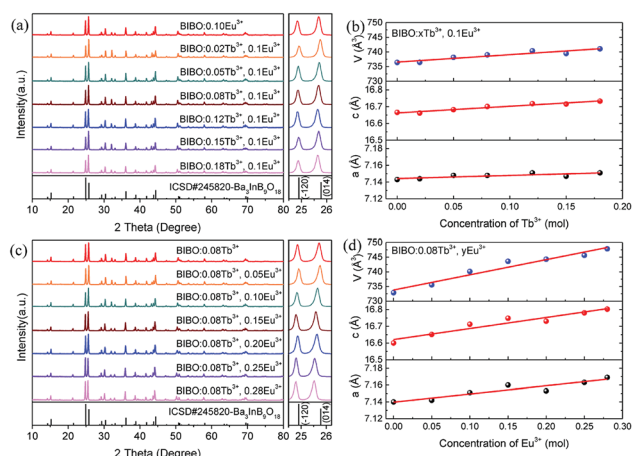 (a)
Intensity(a.u.)
BIBO:0.10Eu³⁺
BIBO:0.02Tb³⁺, 0.1Eu³⁺
BIBO:0.05Tb³⁺, 0.1Eu³⁺
BIBO:0.08Tb³⁺, 0.1Eu³⁺
BIBO:0.12Tb³⁺, 0.1Eu³⁺
BIBO:0.15Tb³⁺, 0.1Eu³⁺
BIBO:0.18Tb³⁺, 0.1Eu³⁺
ICSD#245820-Ba₃InB₉O₁₈
(-120)
(014)
10 20 30 40 50 60 70 80
25 26
2 Theta (Degree)
(b)
BIBO:xTb³⁺, 0.1Eu³⁺
V (Å³)
750
745
740
735
730
c (Å)
16.7
16.6
16.5
a (Å)
7.16
7.14
7.12
0.00 0.05 0.10 0.15 0.20
Concentration of Tb³⁺ (mol)
(c)
Intensity(a.u.)
BIBO:0.08Tb³⁺
BIBO:0.08Tb³⁺, 0.05Eu³⁺
BIBO:0.08Tb³⁺, 0.10Eu³⁺
BIBO:0.08Tb³⁺, 0.15Eu³⁺
BIBO:0.08Tb³⁺, 0.20Eu³⁺
BIBO:0.08Tb³⁺, 0.25Eu³⁺
BIBO:0.08Tb³⁺, 0.28Eu³⁺
ICSD#245820-Ba₃InB₉O₁₈
(-120)
(014)
10 20 30 40 50 60 70 80
25 26
2 Theta (Degree)
(d)
BIBO:0.08Tb³⁺, yEu³⁺
V (Å³)
750
745
740
735
730
c (Å)
16.8
16.7
16.6
16.5
a (Å)
7.16
7.14
7.12
0.00 0.05 0.10 0.15 0.20 0.25 0.30
Concentration of Eu³⁺ (mol)